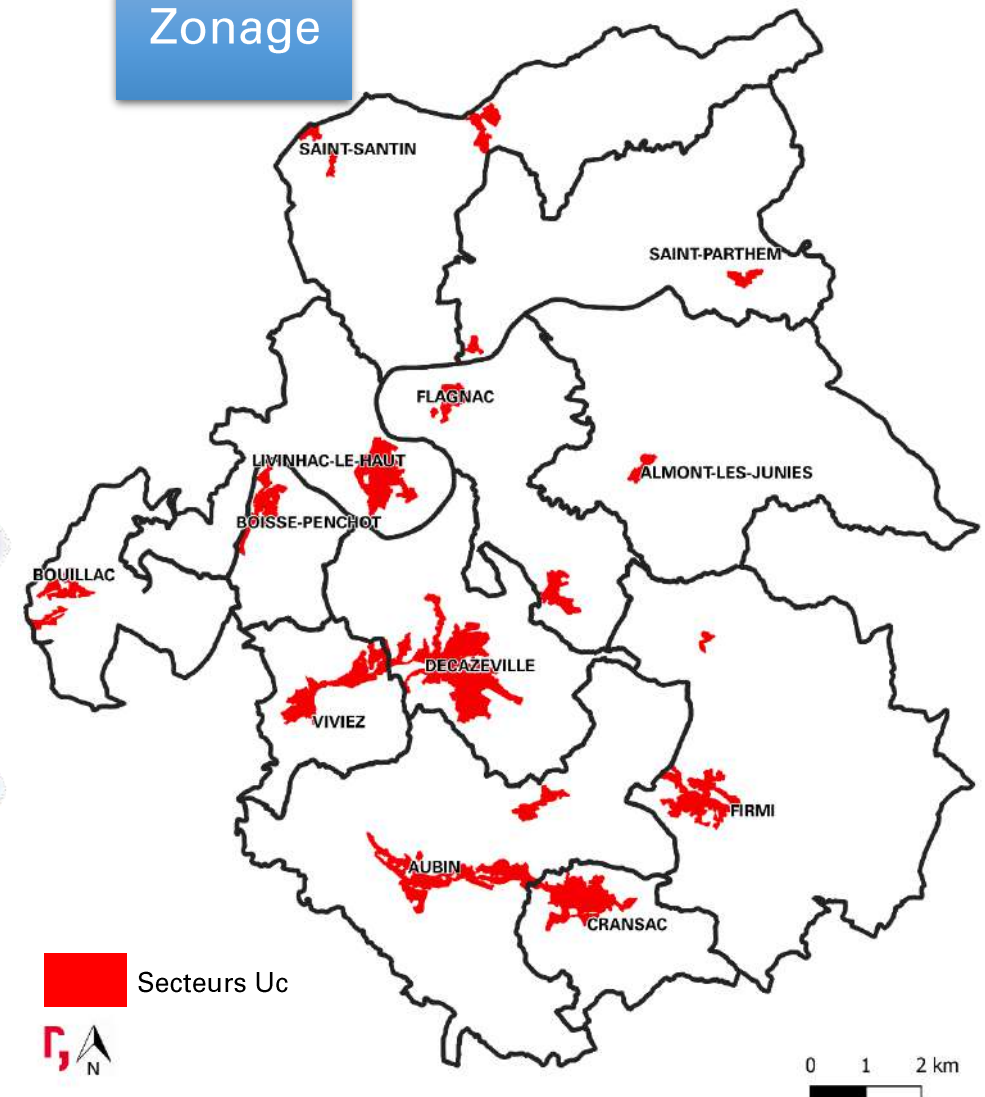 Zonage
SAINT-SANTIN
SAINT-PARTHEM
FLAGNAC
LIVINHAC-LE-HAUT
ALMONT-LES-JUNIES
BOISSE-PENCHOT
BOUILLAC
DECAZEVILLE
VIVIEZ
FIRMI
AUBIN
CRANSAC
Secteurs Uc
N
0 1 2 km